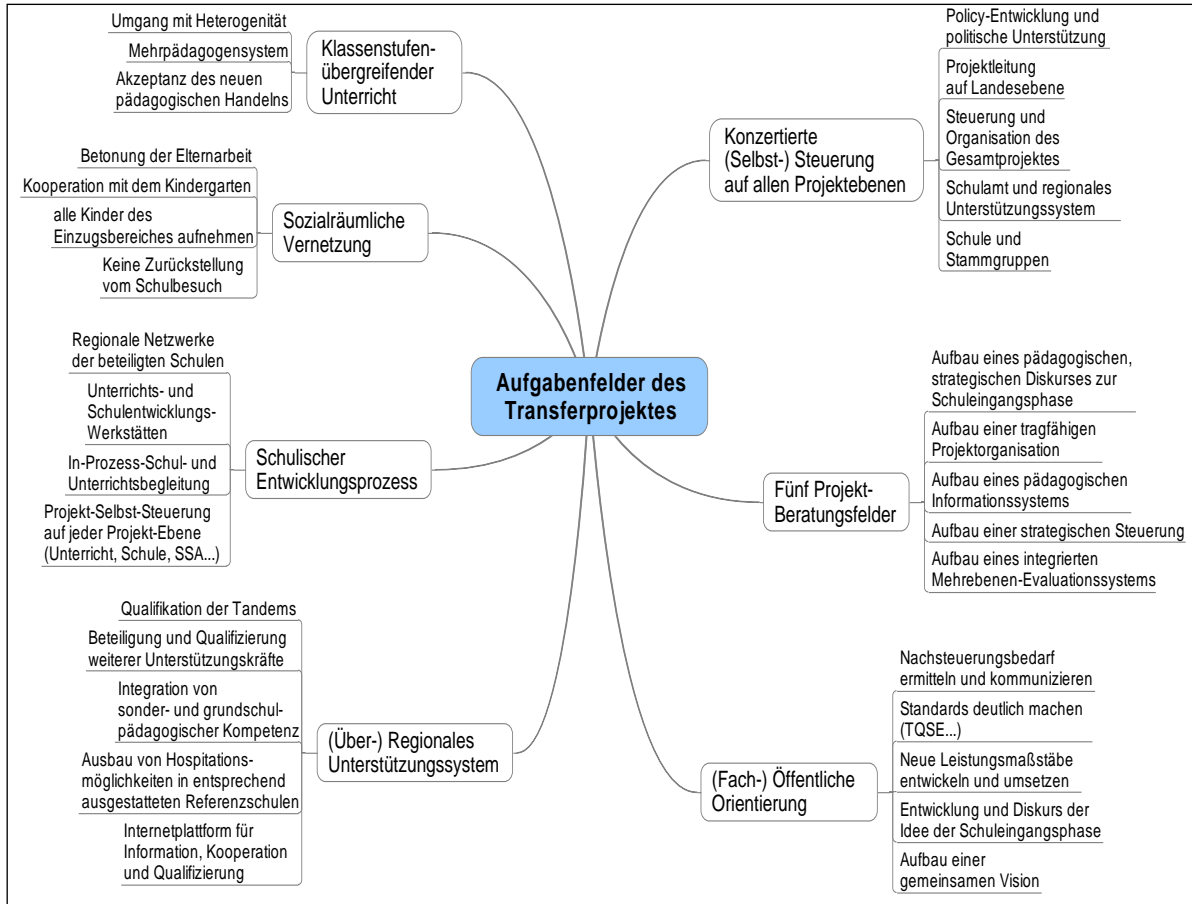 Aufgabenfelder des
Transferprojektes
Klassenstufen-
übergreifender
Unterricht
Umgang mit Heterogenität
Mehrpädagogensystem
Akzeptanz des neuen
pädagogischen Handelns
Sozialräumliche
Vernetzung
Betonung der Elternarbeit
Kooperation mit dem Kindergarten
alle Kinder des
Einzugsbereiches aufnehmen
Keine Zurückstellung
vom Schulbesuch
Schulischer
Entwicklungsprozess
Regionale Netzwerke
der beteiligten Schulen
Unterrichts- und
Schulentwicklungs-
Werkstätten
In-Prozess-Schul- und
Unterrichtsbegleitung
Projekt-Selbst-Steuerung
auf jeder Projekt-Ebene
(Unterricht, Schule, SSA...)
(Über-) Regionales
Unterstützungssystem
Qualifikation der Tandems
Beteiligung und Qualifizierung
weiterer Unterstützungskräfte
Integration von
sonder- und grundschul-
pädagogischer Kompetenz
Ausbau von Hospitations-
möglichkeiten in entsprechend
ausgestatteten Referenzschulen
Internetplattform für
Information, Kooperation
und Qualifizierung
Konzertierte
(Selbst-) Steuerung
auf allen Projektebenen
Policy-Entwicklung und
politische Unterstützung
Projektleitung
auf Landesebene
Steuerung und
Organisation des
Gesamtprojektes
Schulamt und regionales
Unterstützungssystem
Schule und
Stammgruppen
Fünf Projekt-
Beratungsfelder
Aufbau eines pädagogischen,
strategischen Diskurses zur
Schuleingangsphase
Aufbau einer tragfähigen
Projektorganisation
Aufbau eines pädagogischen
Informationssystems
Aufbau einer strategischen Steuerung
Aufbau eines integrierten
Mehrebenen-Evaluationssystems
(Fach-) Öffentliche
Orientierung
Nachsteuerungsbedarf
ermitteln und kommunizieren
Standards deutlich machen
(TQSE...)
Neue Leistungsmaßstäbe
entwickeln und umsetzen
Entwicklung und Diskurs der
Idee der Schuleingangsphase
Aufbau einer
gemeinsamen Vision